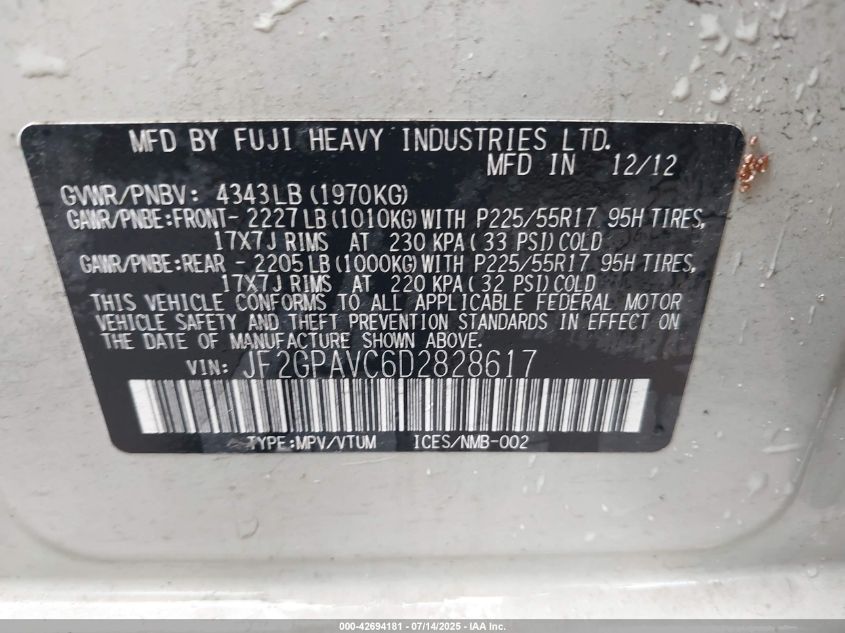 MFD BY FUJI HEAVY INDUSTRIES LTD.
MFD IN 12/12
GVWR/PNBV: 4343LB (1970KG)
GAWR/PNBE:FRONT- 2227LB (1010KG) WITH P225/55R17 95H TIRES,
17X7J RIMS AT 230 KPA (33 PSI) COLD
GAWR/PNBE:REAR - 2205LB (1000KG) WITH P225/55R17 95H TIRES,
17X7J RIMS AT 220 KPA (32 PSI) COLD
THIS VEHICLE CONFORMS TO ALL APPLICABLE FEDERAL MOTOR
VEHICLE SAFETY AND THEFT PREVENTION STANDARDS IN EFFECT ON
THE DATE OF MANUFACTURE SHOWN ABOVE.
VIN: JF2GPAVC6D2828617
TYPE:MPV/VTUM ICES/NMB-002
000-42694181 - 07/14/2025 - IAA Inc.